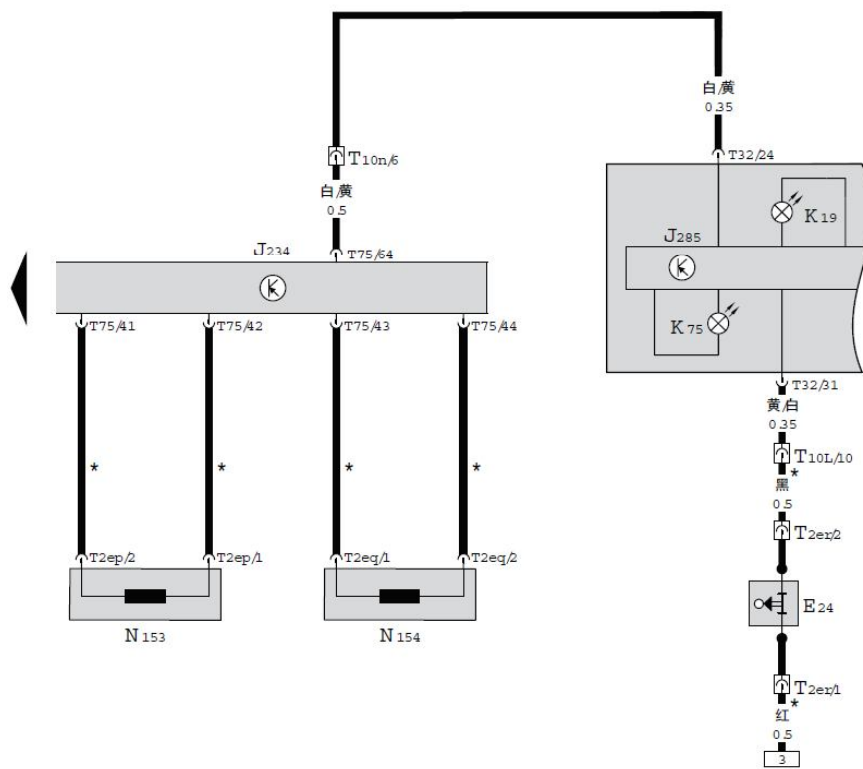 白/黄
0.35
T32/24
T10n/6
白/黄
0.5
K19
J234
T75/64
J285
K75
T75/41
T75/42
T75/43
T75/44
T32/31
黄/白
0.35
*
*
*
*
T10L/10
*
黑
0.5
T2er/2
T2ep/2
T2ep/1
T2eq/1
T2eq/2
E24
N153
N154
T2er/1
*
红
0.5
3